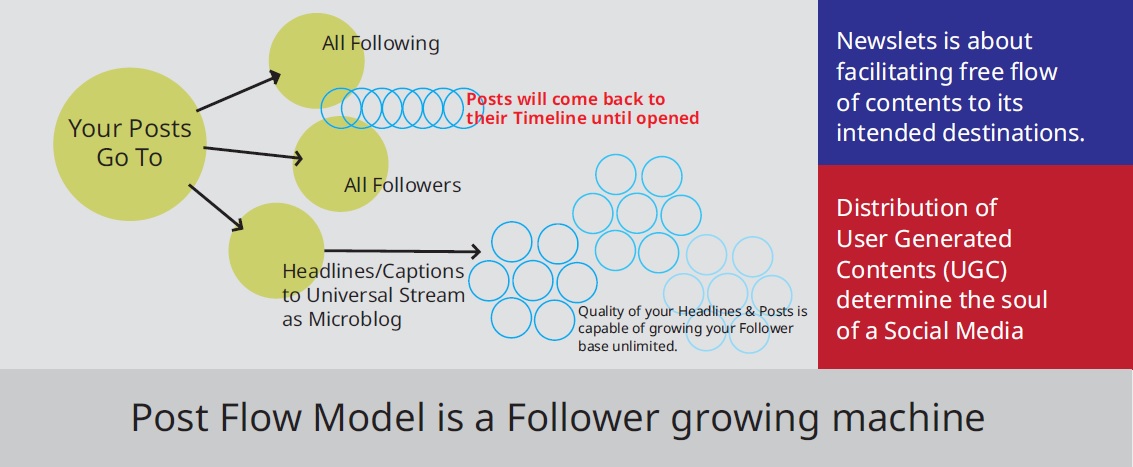 Your Posts
Go To
All Following
Posts will come back to
their Timeline until opened
All Followers
Headlines/Captions
to Universal Stream
as Microblog
Quality of your Headlines & Posts is
capable of growing your Follower
base unlimited.
Newslets is about
facilitating free flow
of contents to its
intended destinations.
Distribution of
User Generated
Contents (UGC)
determine the soul
of a Social Media
Post Flow Model is a Follower growing machine